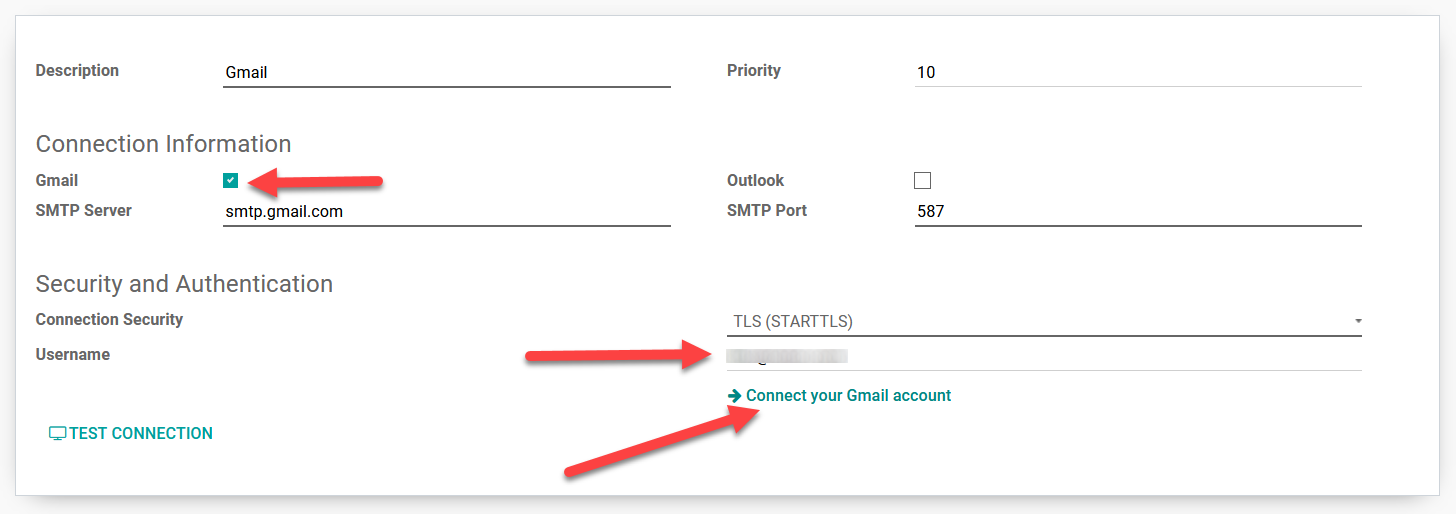 Description Gmail Priority 10
Connection Information
Gmail Outlook
SMTP Server smtp.gmail.com SMTP Port 587
Security and Authentication
Connection Security TLS (STARTTLS)
Username
Connect your Gmail account
TEST CONNECTION